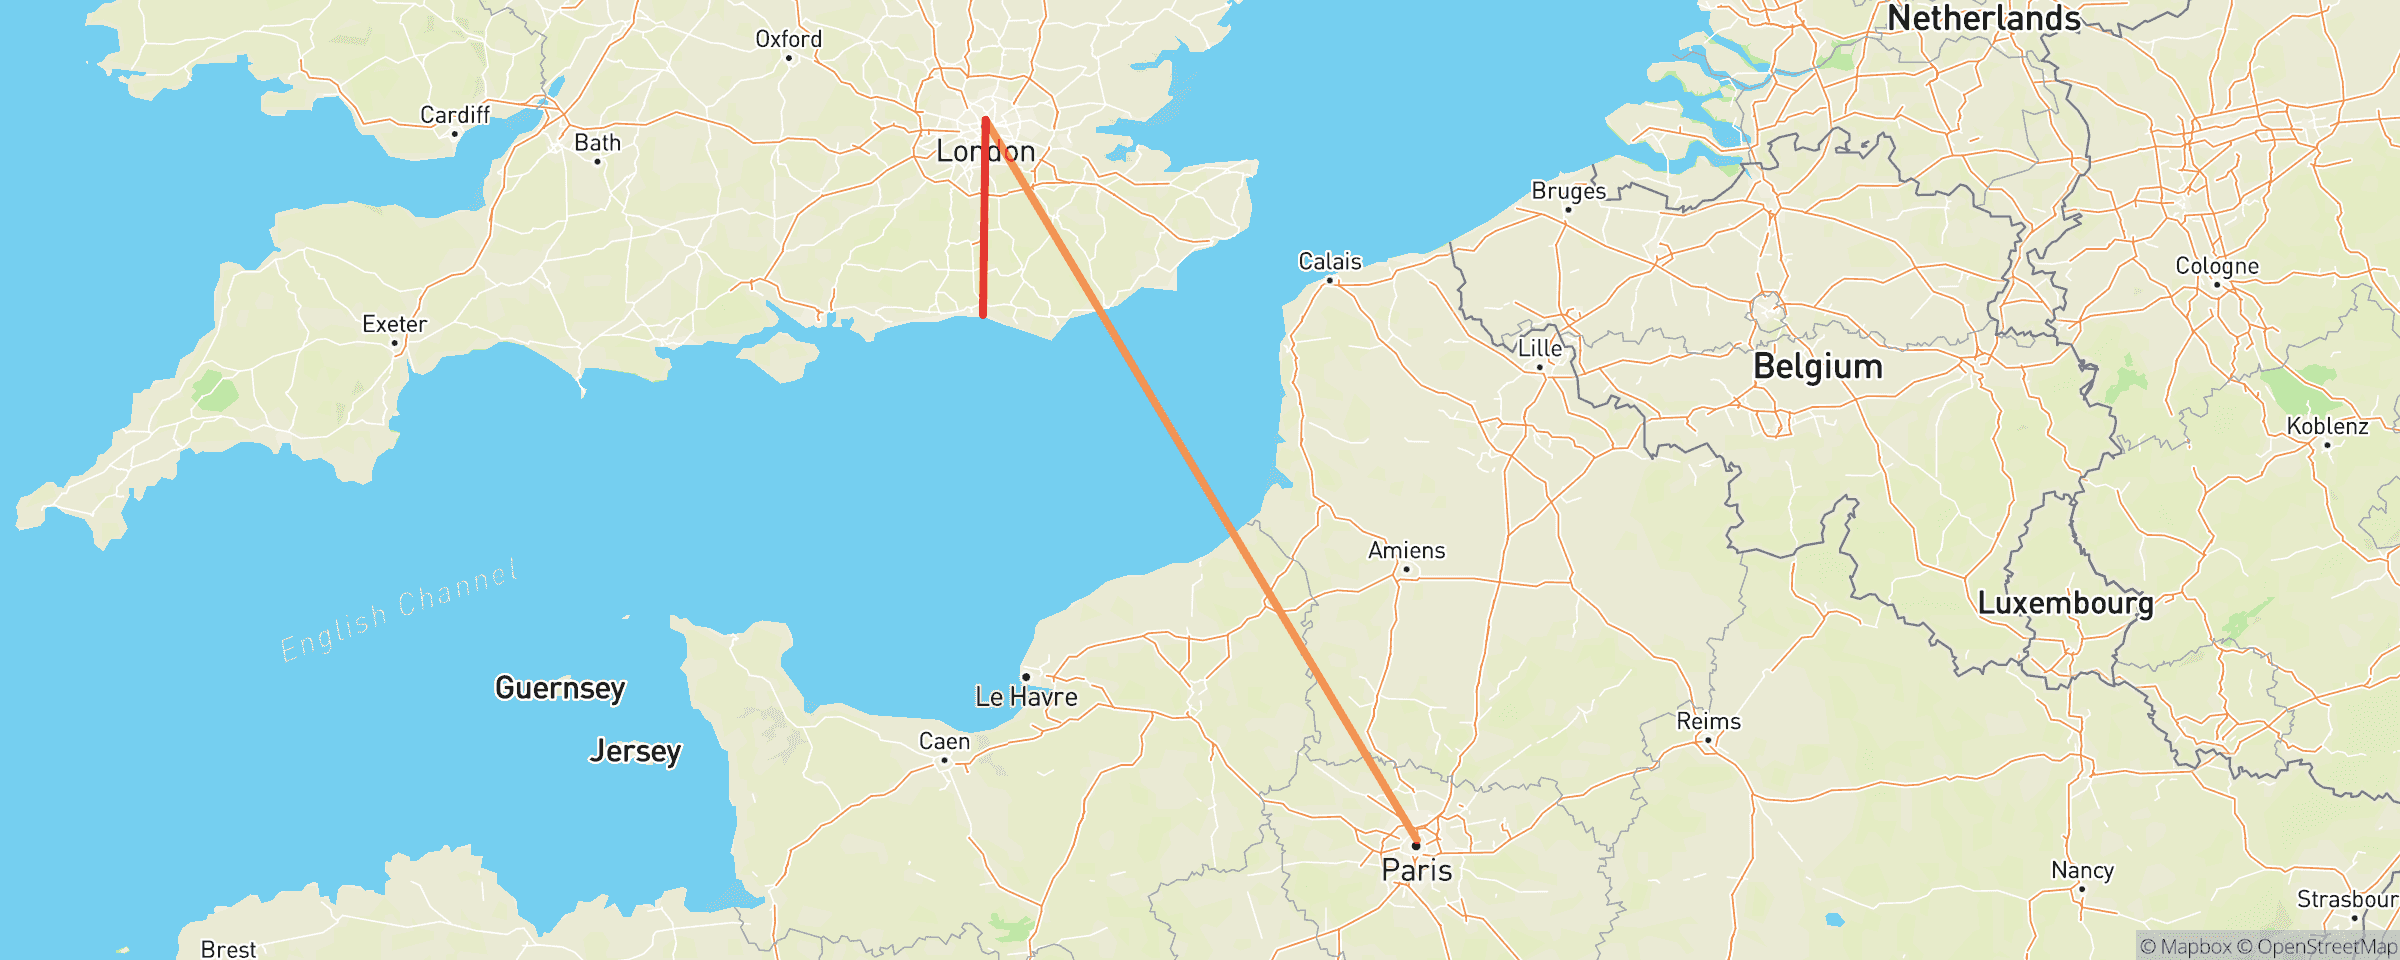 Netherlands
Oxford
Cardiff
Bath
London
Bruges
Calais
Cologne
Exeter
Lille
Belgium
Koblenz
Amiens
English Channel
Luxembourg
Guernsey
Le Havre
Reims
Caen
Jersey
Paris
Nancy
Strasbour
Brest
© Mapbox © OpenStreetMap